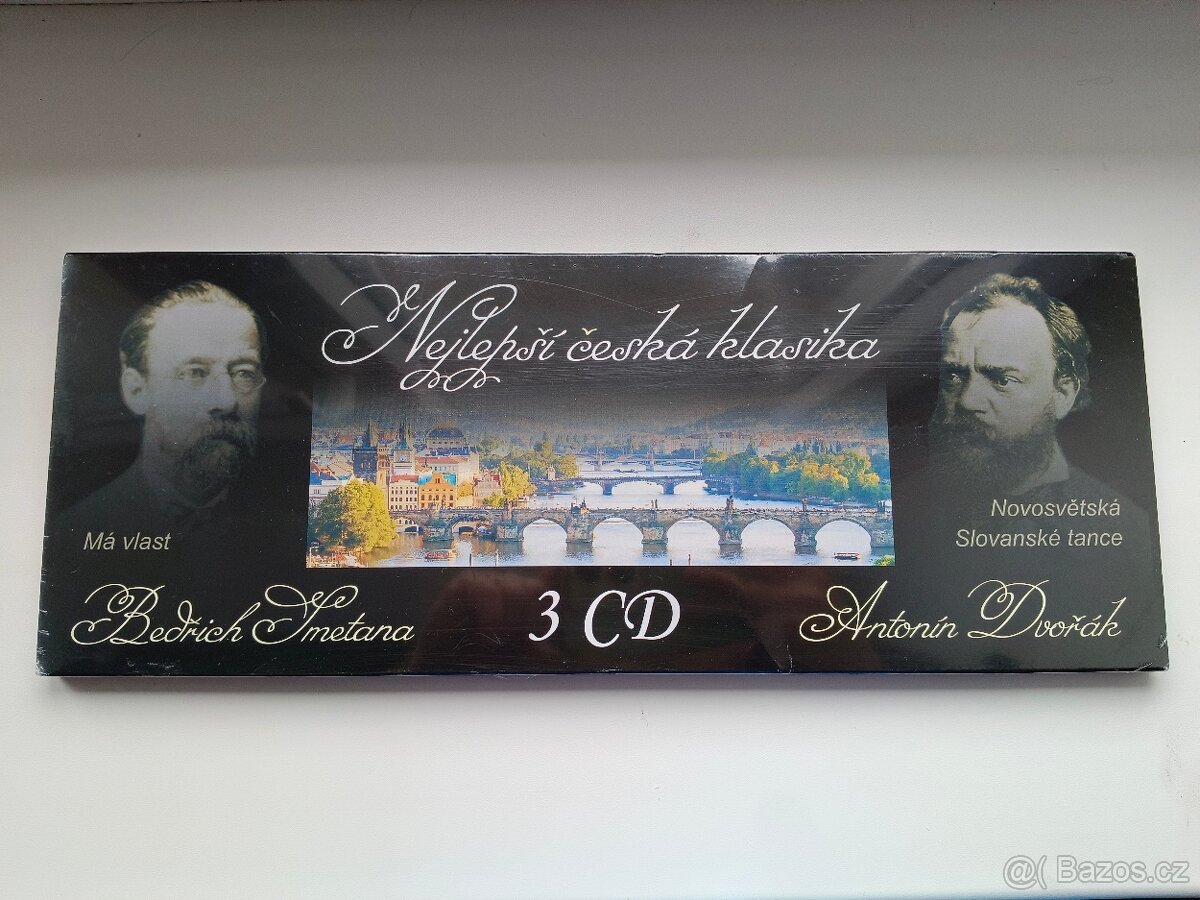 Nejlepší česká klasika
Má vlast
Novosvětská
Slovanské tance
Bedřich Smetana
3 CD
Antonín Dvořák
@( Bazos.cz